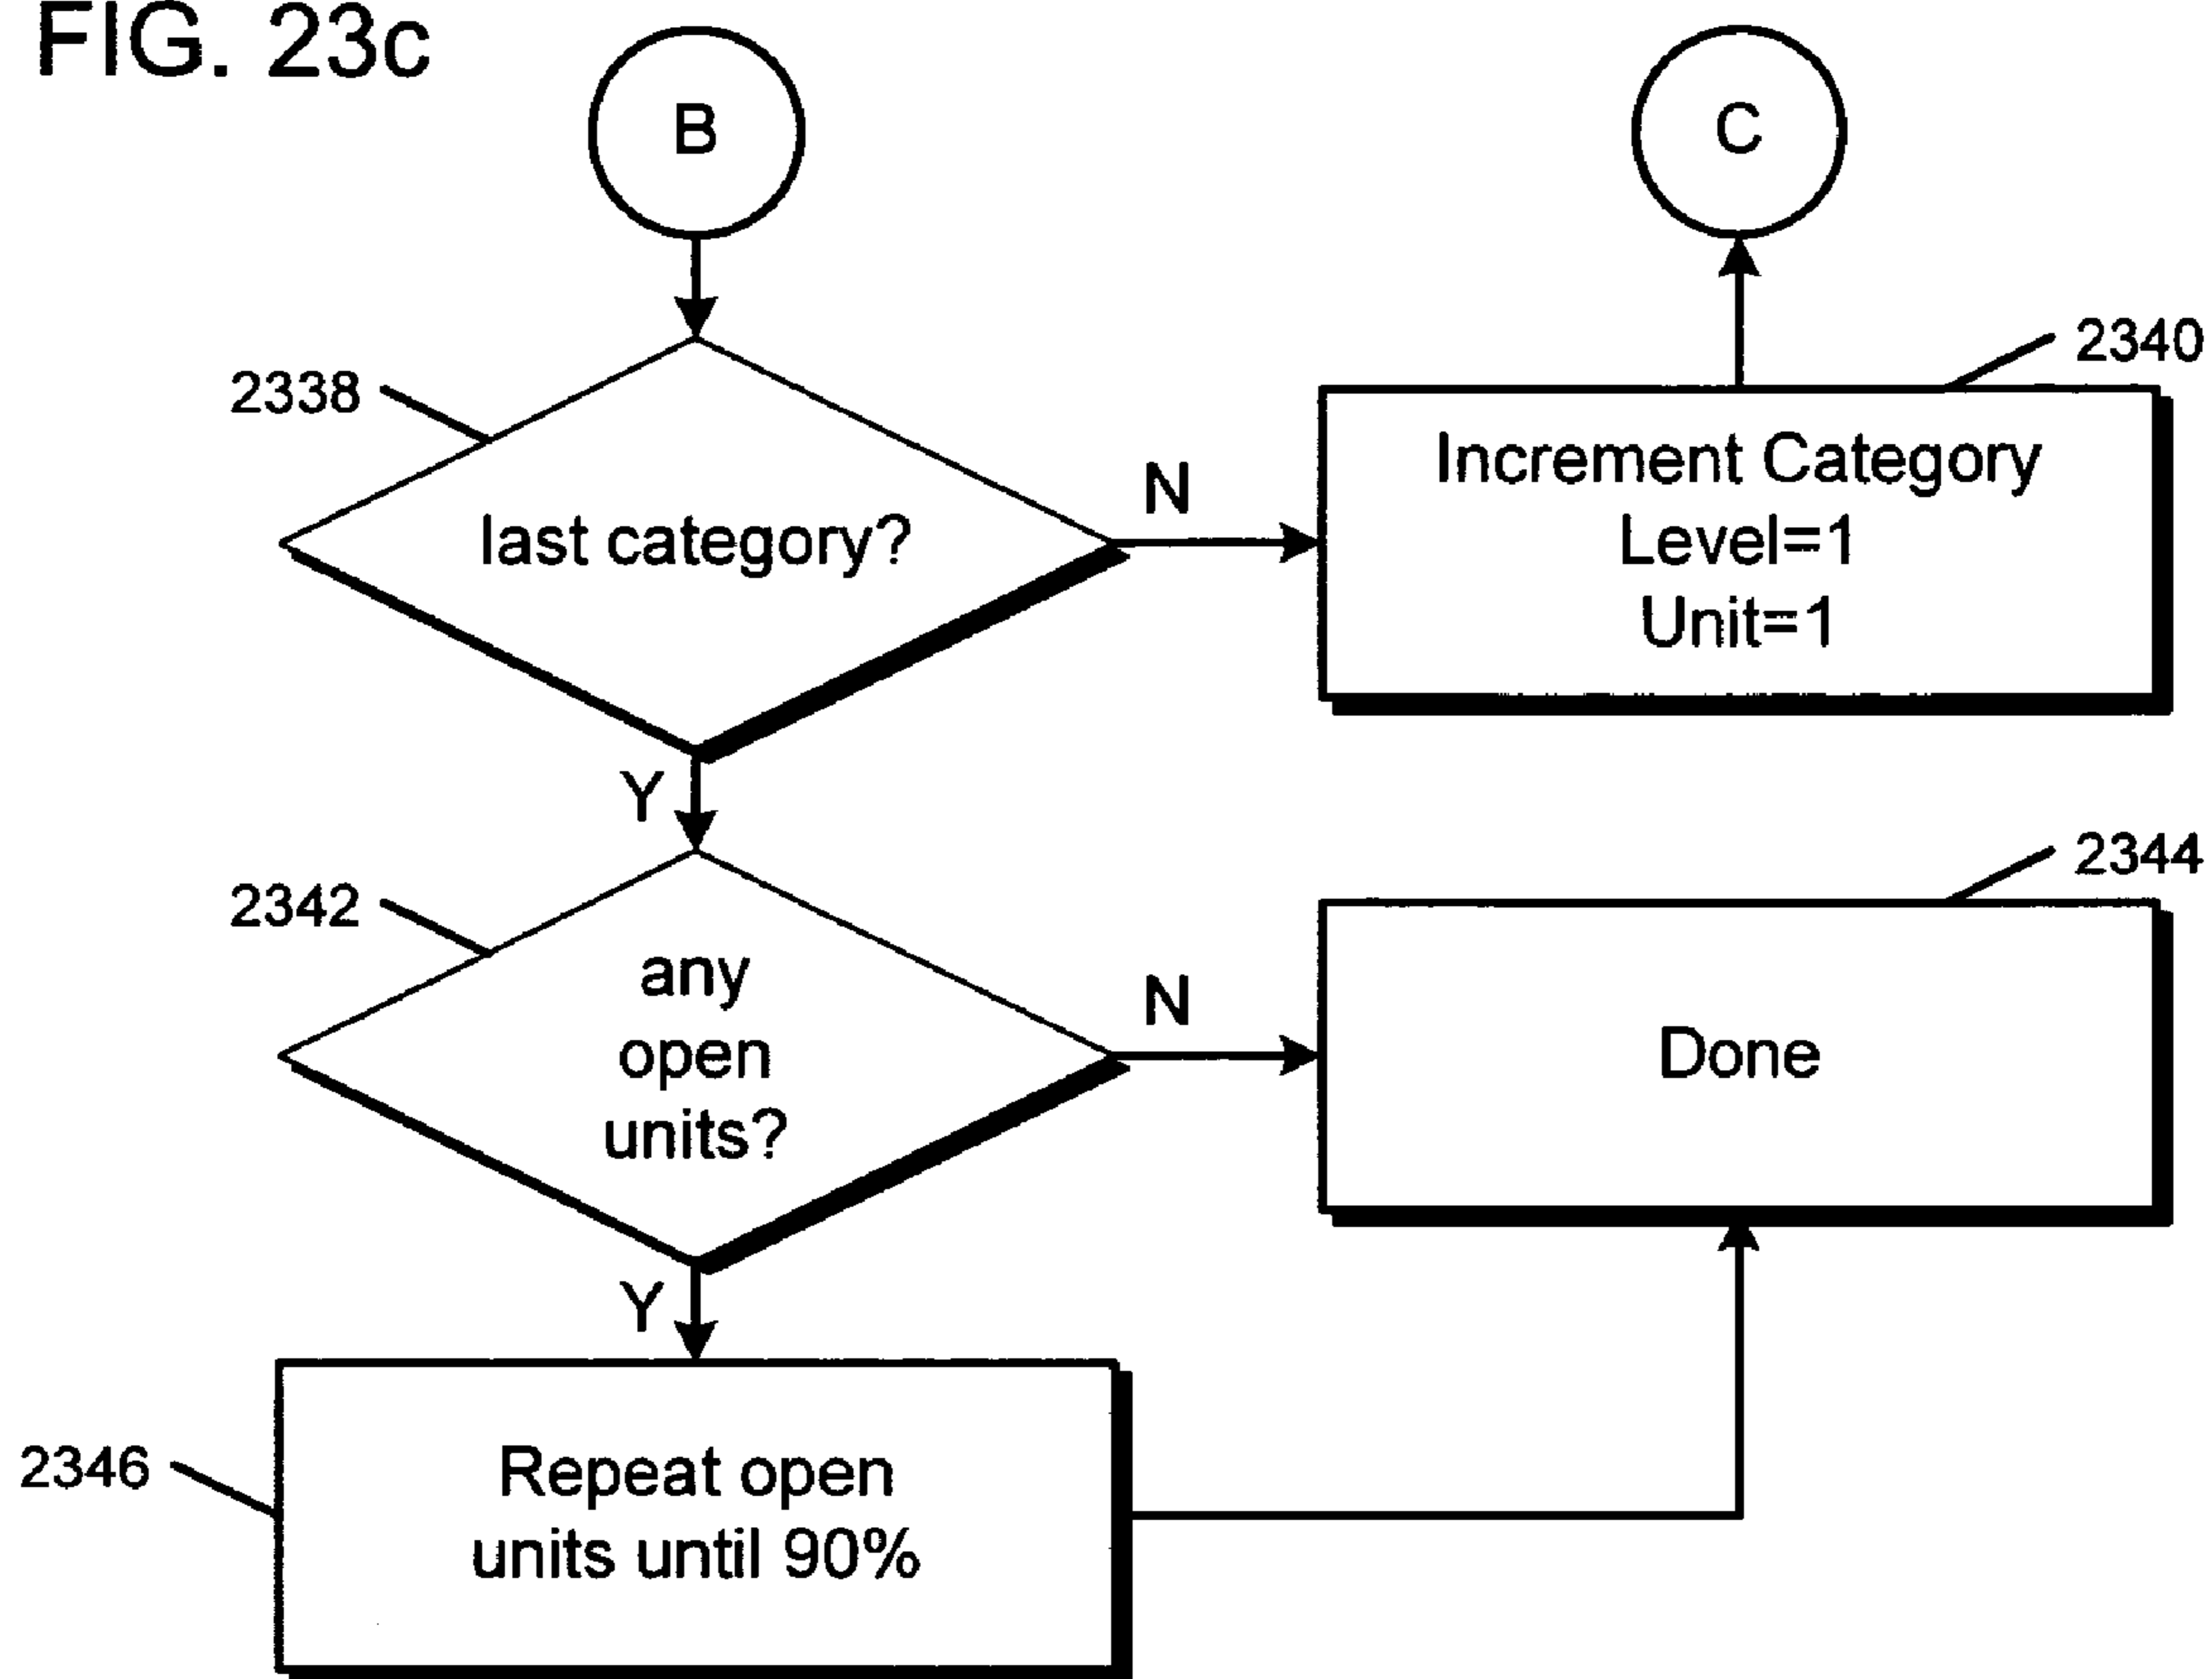 FIG. 23c
B
C
2338
last category?
N
2340
Increment Category
Level=1
Unit=1
Y
2342
any
open
units?
N
2344
Done
Y
2346
Repeat open
units until 90%